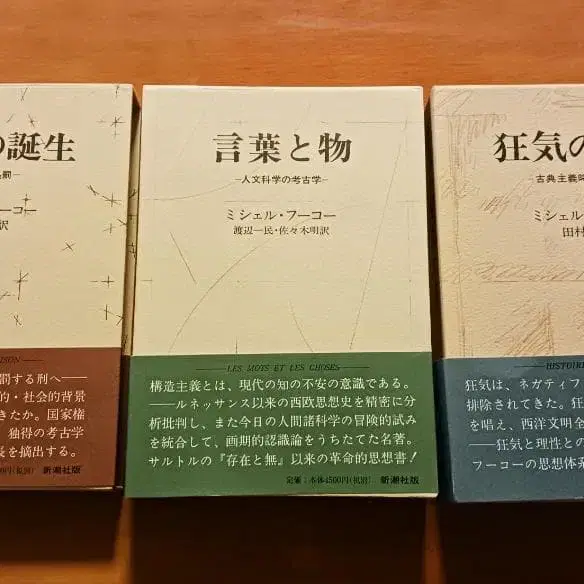 の誕生
言葉と物
—人文科学の考古学—
ミシェル・フーコー
渡辺一民・佐々木明訳
LES MOTS ET LES CHOSES
構造主義とは、現代の知の不安の意識である。
——ルネッサンス以来の西欧思想史を精密に分
析批判し、また今日の人間諸科学の冒険的試み
を統合して、画期的認識論をうちたてた名著。
サルトルの『存在と無』以来の革命的思想書!
定価:本体4500円(税別)
新潮社版
狂気の
—古典主義時
ミシェル
田村
HISTOIRE
狂気は、ネガティフ
排除されてきた。狂
を唱え、西洋文明全
——狂気と理性との
フーコーの思想体系
ーコー
訳
ISON
罰する刑へ——
的・社会的背景
きたか。国家権
独得の考古学
長を摘出する。
新潮社版